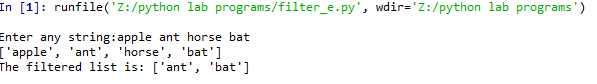 In [1]: runfile('Z:/python lab programs/filter_e.py', wdir='Z:/python lab programs')
Enter any string:apple ant horse bat
['apple', 'ant', 'horse', 'bat']
The filtered list is: ['ant', 'bat']